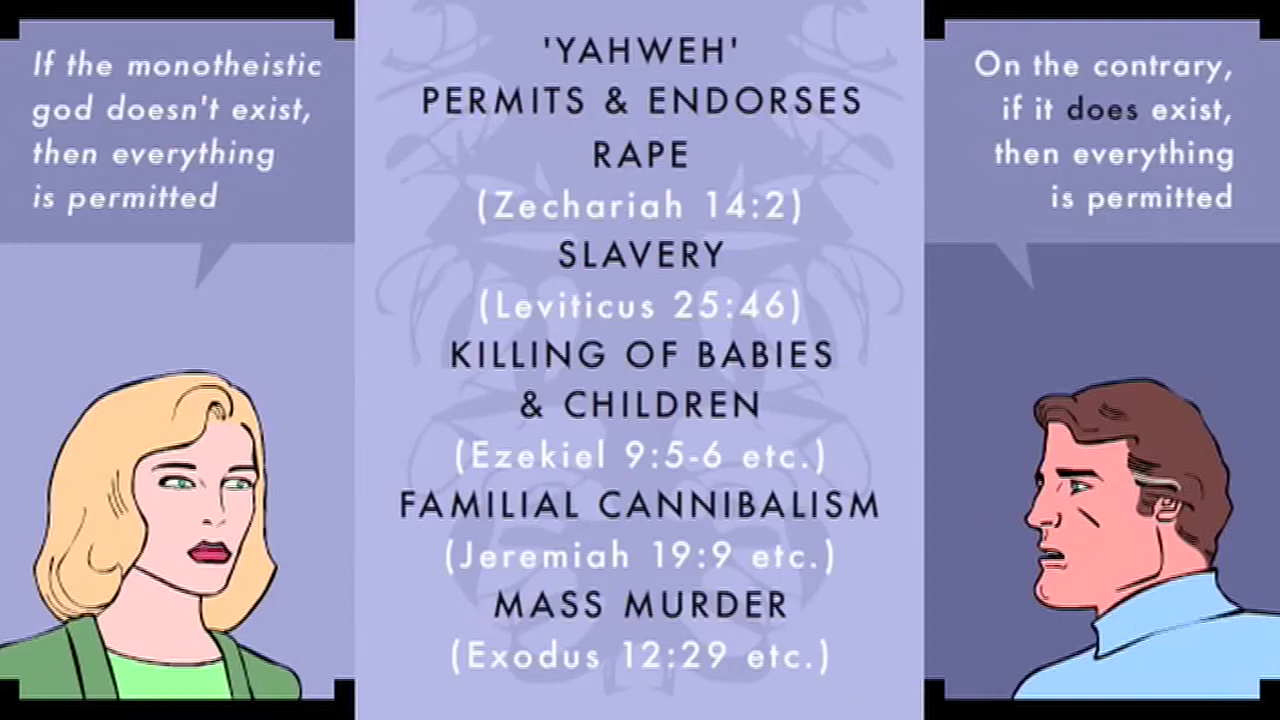 If the monotheistic
god doesn't exist,
then everything
is permitted
'YAHWEH'
PERMITS & ENDORSES
RAPE
(Zechariah 14:2)
SLAVERY
(Leviticus 25:46)
KILLING OF BABIES
& CHILDREN
(Ezekiel 9:5-6 etc.)
FAMILIAL CANNIBALISM
(Jeremiah 19:9 etc.)
MASS MURDER
(Exodus 12:29 etc.)
On the contrary,
if it does exist,
then everything
is permitted